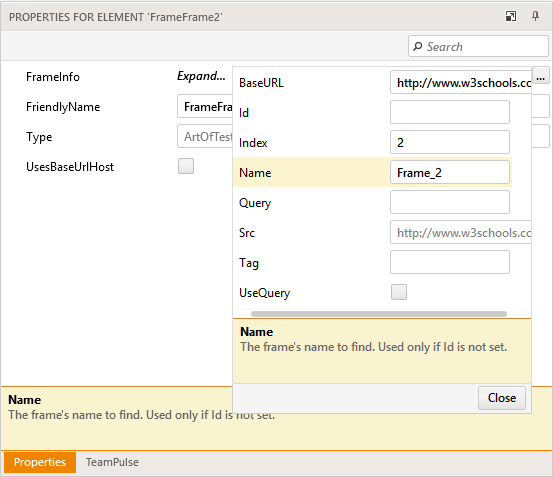 PROPERTIES FOR ELEMENT 'FrameFrame2'
Search
FrameInfo
Expand...
FriendlyName
FrameFra
Type
ArtOfTest
UsesBaseUrlHost
BaseURL
http://www.w3schools.co
...
Id
Index
2
Name
Frame_2
Query
Src
http://www.w3schools.co
Tag
UseQuery
Name
The frame's name to find. Used only if Id is not set.
Close
Name
The frame's name to find. Used only if Id is not set.
Properties
TeamPulse